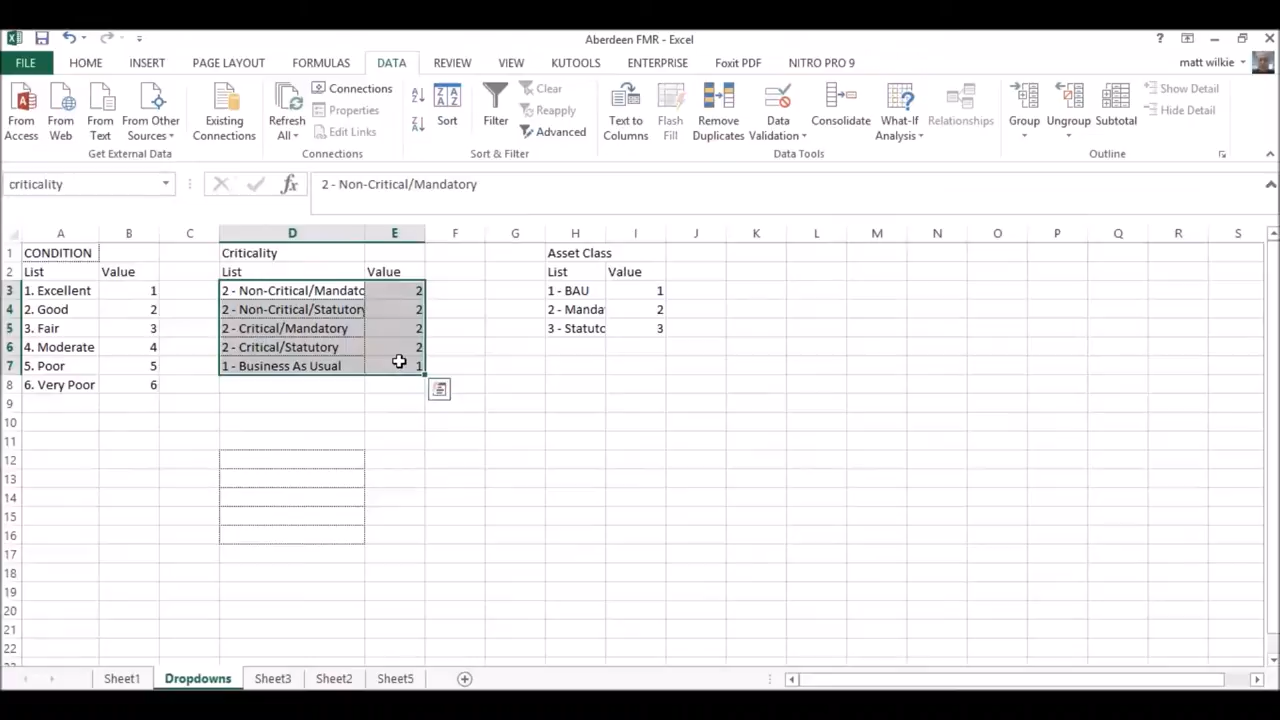 Aberdeen FMR - Excel
FILE HOME INSERT PAGE LAYOUT FORMULAS DATA REVIEW VIEW KUTOOLS ENTERPRISE Foxit PDF NITRO PRO 9 matt wilkie
From Access
From Web
From Text
From Other Sources
Existing Connections
Get External Data
Refresh All
Connections
Properties
Edit Links
Connections
Sort
Filter
Clear
Reapply
Advanced
Sort & Filter
Text to Columns
Flash Fill
Remove Duplicates
Data Validation
Consolidate
What-If Analysis
Relationships
Data Tools
Group
Ungroup
Subtotal
Show Detail
Hide Detail
Outline
criticality fx 2 - Non-Critical/Mandatory
A B C D E F G H I J K L M N O P Q R S
1 CONDITION Criticality Asset Class
2 List Value List Value List Value
3 1. Excellent 1 2 - Non-Critical/Mandato 2 1 - BAU 1
4 2. Good 2 2 - Non-Critical/Statutory 2 2 - Manda 2
5 3. Fair 3 2 - Critical/Mandatory 2 3 - Statuto 3
6 4. Moderate 4 2 - Critical/Statutory 2
7 5. Poor 5 1 - Business As Usual 1
8 6. Very Poor 6
9
10
11
12
13
14
15
16
17
18
19
20
21
22
Sheet1 Dropdowns Sheet3 Sheet2 Sheet5